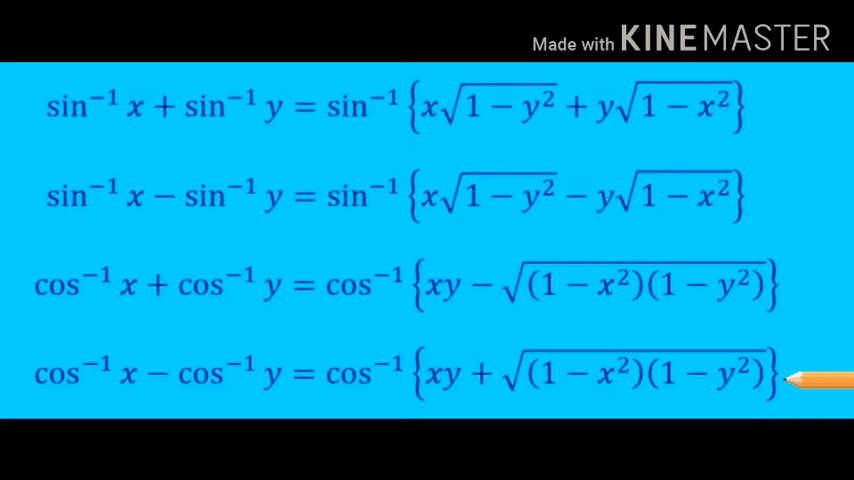 Made with KINEMASTER
sin⁻¹ x + sin⁻¹ y = sin⁻¹ {x√(1 − y²) + y√(1 − x²)}
sin⁻¹ x − sin⁻¹ y = sin⁻¹ {x√(1 − y²) − y√(1 − x²)}
cos⁻¹ x + cos⁻¹ y = cos⁻¹ {xy − √((1 − x²)(1 − y²))}
cos⁻¹ x − cos⁻¹ y = cos⁻¹ {xy + √((1 − x²)(1 − y²))}